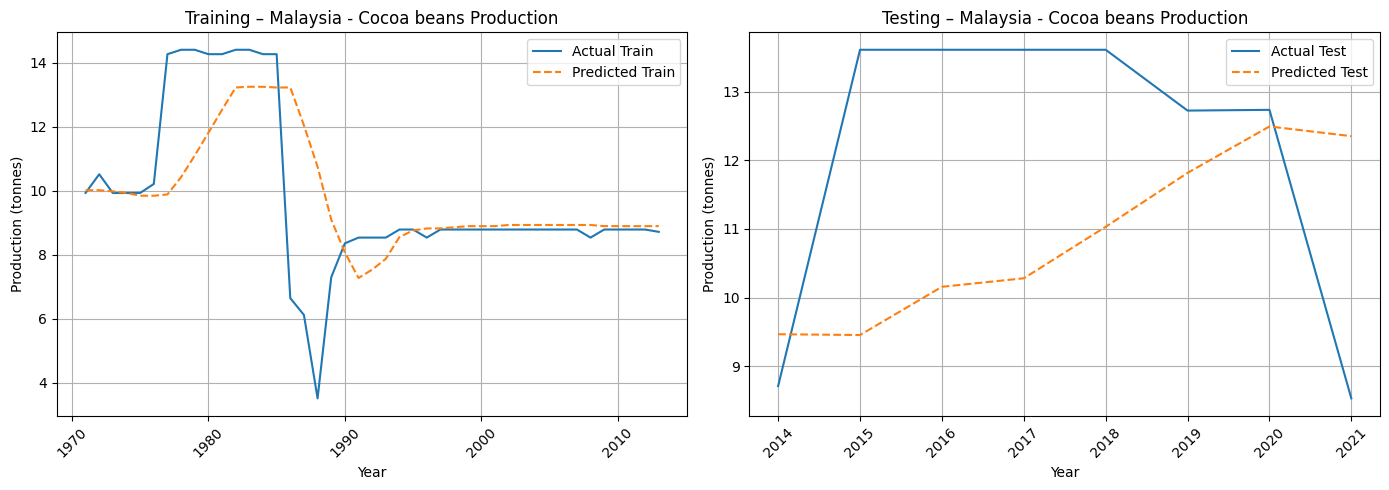 Training – Malaysia - Cocoa beans Production
Production (tonnes)
14
12
10
8
6
4
Actual Train
Predicted Train
1970
1980
1990
2000
2010
Year
Testing – Malaysia - Cocoa beans Production
Production (tonnes)
13
12
11
10
9
Actual Test
Predicted Test
2014
2015
2016
2017
2018
2019
2020
2021
Year